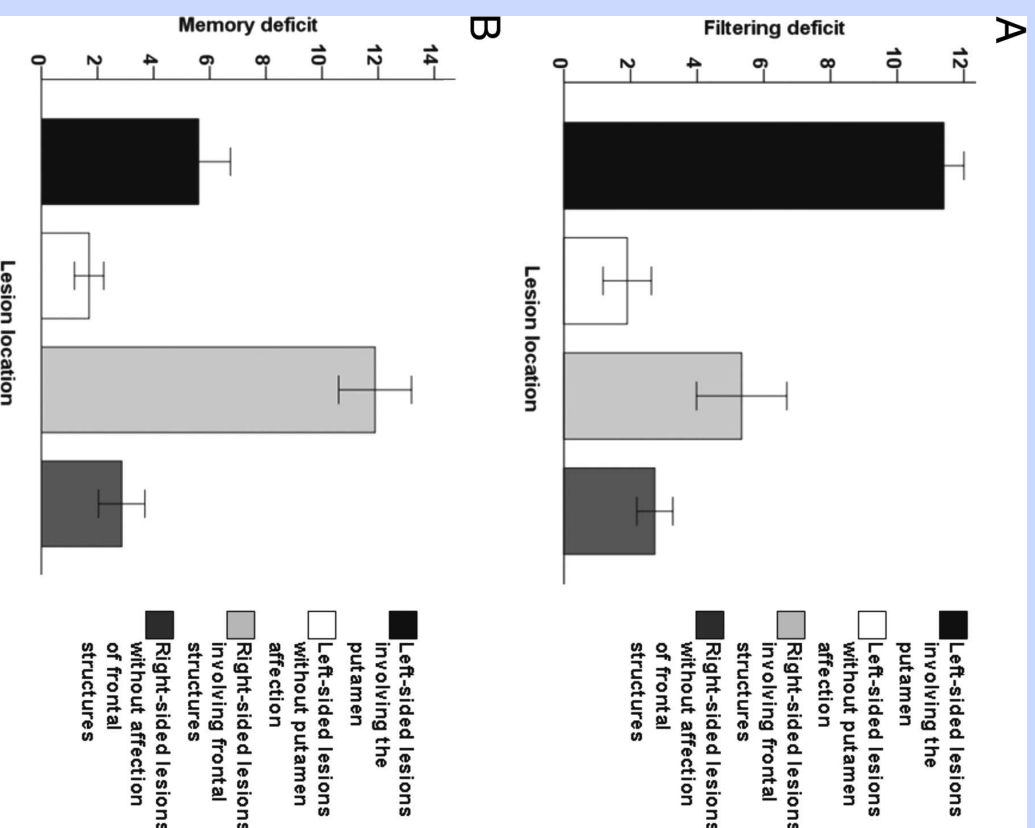 A
Filtering deficit
12
10
8
6
4
2
0
Lesion location
Left-sided lesions
involving the
putamen
Left-sided lesions
without putamen
affection
Right-sided lesions
involving frontal
structures
Right-sided lesions
without affection
of frontal
structures
B
Memory deficit
14
12
10
8
6
4
2
0
Lesion location
Left-sided lesions
involving the
putamen
Left-sided lesions
without putamen
affection
Right-sided lesions
involving frontal
structures
Right-sided lesions
without affection
of frontal
structures